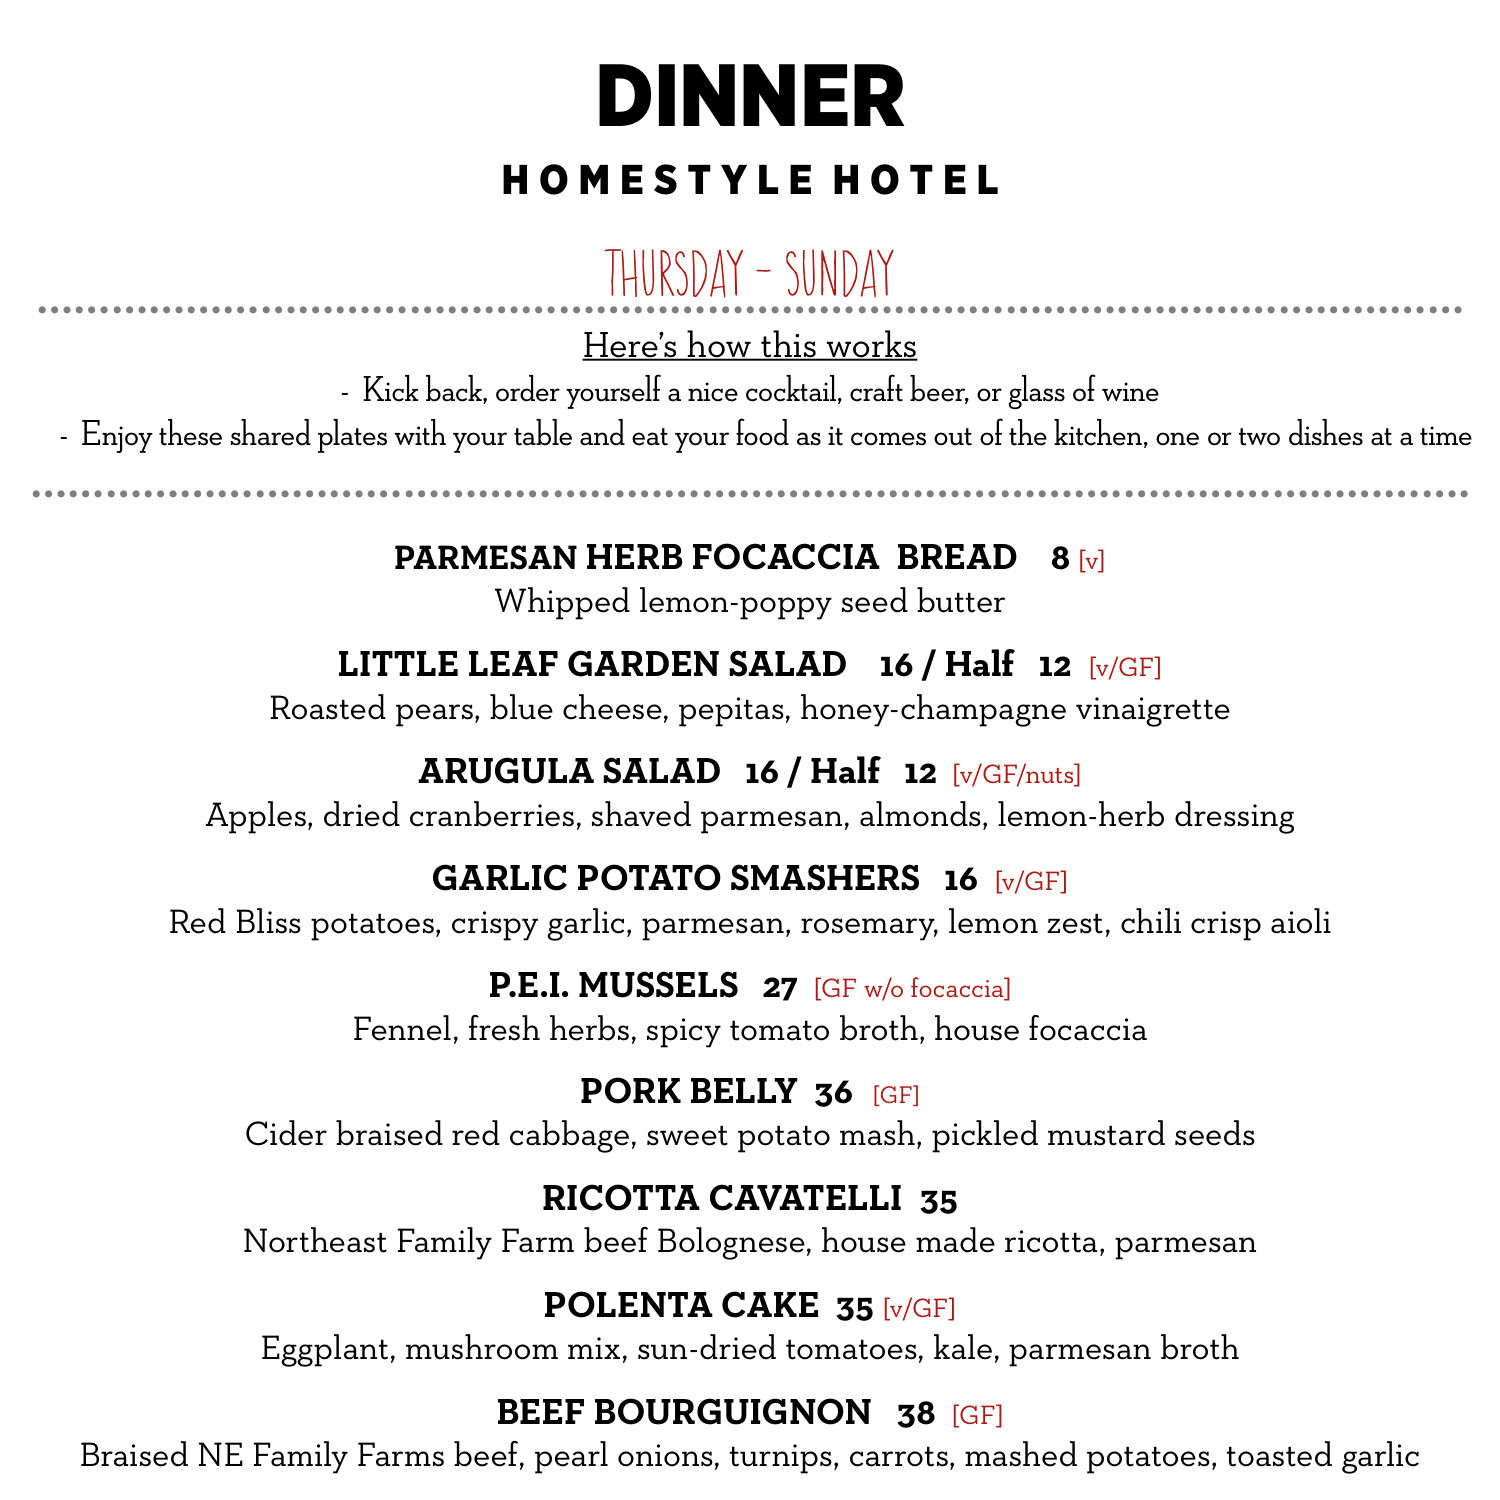 DINNER
HOMESTYLE HOTEL
THURSDAY - SUNDAY
Here's how this works
- Kick back, order yourself a nice cocktail, craft beer, or glass of wine
- Enjoy these shared plates with your table and eat your food as it comes out of the kitchen, one or two dishes at a time
PARMESAN HERB FOCACCIA BREAD 8 [v]
Whipped lemon-poppy seed butter
LITTLE LEAF GARDEN SALAD 16 / Half 12 [v/GF]
Roasted pears, blue cheese, pepitas, honey-champagne vinaigrette
ARUGULA SALAD 16 / Half 12 [v/GF/nuts]
Apples, dried cranberries, shaved parmesan, almonds, lemon-herb dressing
GARLIC POTATO SMASHERS 16 [v/GF]
Red Bliss potatoes, crispy garlic, parmesan, rosemary, lemon zest, chili crisp aioli
P.E.I. MUSSELS 27 [GF w/o focaccia]
Fennel, fresh herbs, spicy tomato broth, house focaccia
PORK BELLY 36 [GF]
Cider braised red cabbage, sweet potato mash, pickled mustard seeds
RICOTTA CAVATELLI 35
Northeast Family Farm beef Bolognese, house made ricotta, parmesan
POLENTA CAKE 35 [v/GF]
Eggplant, mushroom mix, sun-dried tomatoes, kale, parmesan broth
BEEF BOURGUIGNON 38 [GF]
Braised NE Family Farms beef, pearl onions, turnips, carrots, mashed potatoes, toasted garlic